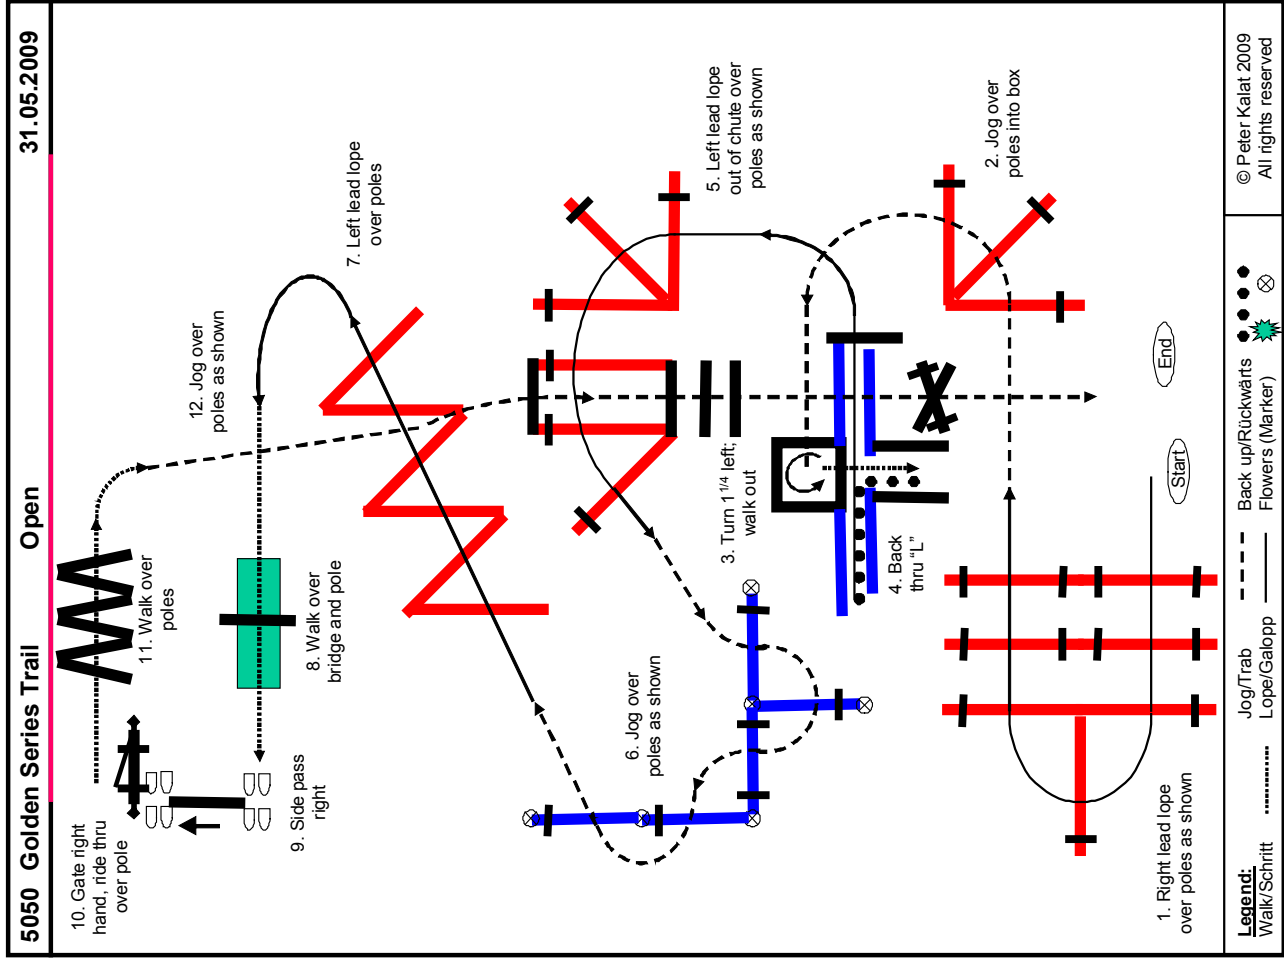 5050 Golden Series Trail Open 31.05.2009
10. Gate right
hand, ride thru
over pole
11. Walk over
poles
12. Jog over
poles as shown
7. Left lead lope
over poles
8. Walk over
bridge and pole
9. Side pass
right
5. Left lead lope
out of chute over
poles as shown
6. Jog over
poles as shown
3. Turn 1 1/4 left;
walk out
4. Back
thru “L”
2. Jog over
poles into box
1. Right lead lope
over poles as shown
Start
End
Legend:
Walk/Schritt
Jog/Trab
Lope/Galopp
Back up/Rückwärts
Flowers (Marker)
© Peter Kalat 2009
All rights reserved